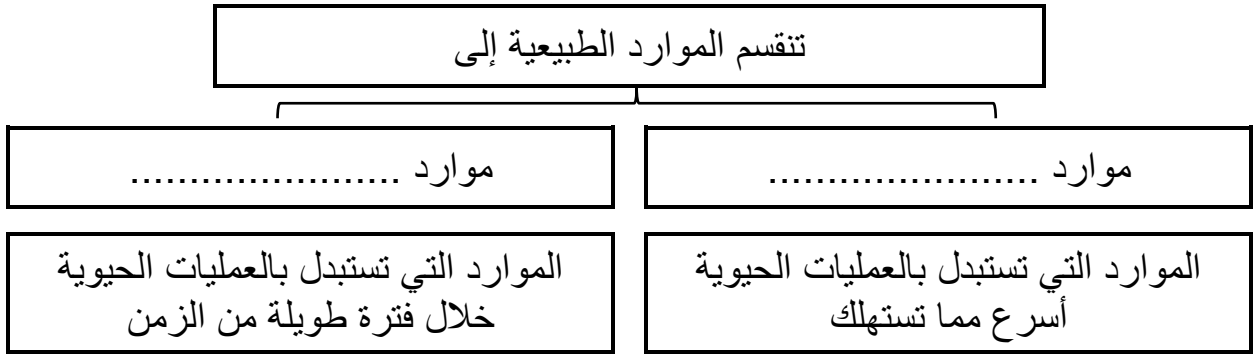 تنقسم الموارد الطبيعية إلى
موارد .......................
موارد .......................
الموارد التي تستبدل بالعمليات الحيوية
أسرع مما تستهلك
الموارد التي تستبدل بالعمليات الحيوية
خلال فترة طويلة من الزمن